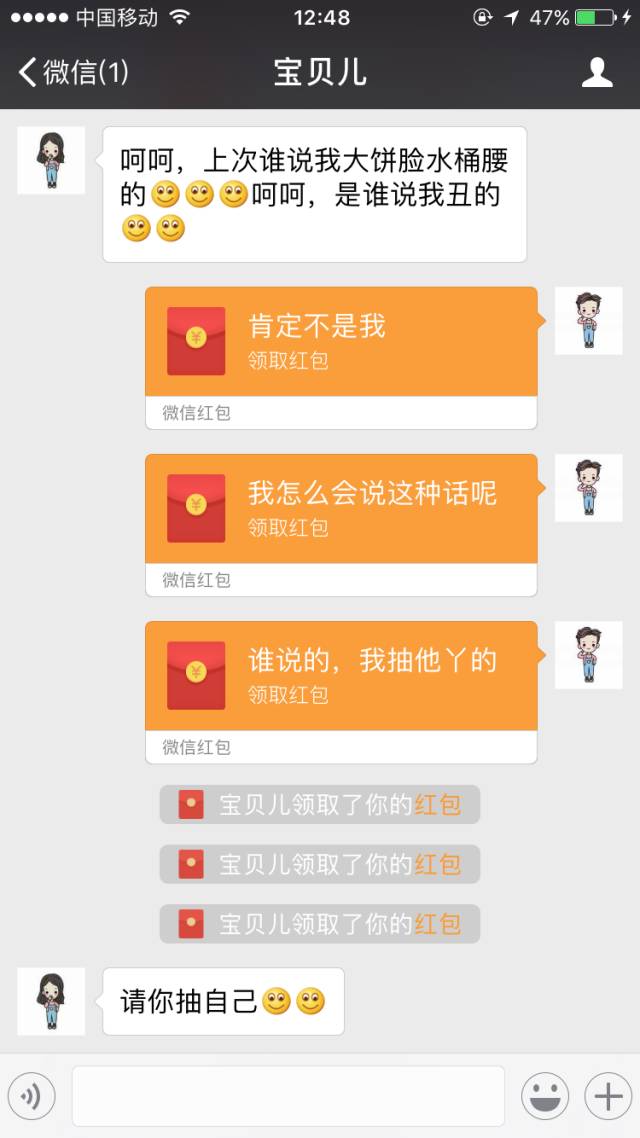 中国移动 12:48 47%
微信(1) 宝贝儿
呵呵，上次谁说我大饼脸水桶腰
的🙂🙂🙂呵呵，是谁说我丑的
🙂🙂
肯定不是我
领取红包
微信红包
我怎么会说这种话呢
领取红包
微信红包
谁说的，我抽他丫的
领取红包
微信红包
宝贝儿领取了你的红包
宝贝儿领取了你的红包
宝贝儿领取了你的红包
请你抽自己🙂🙂